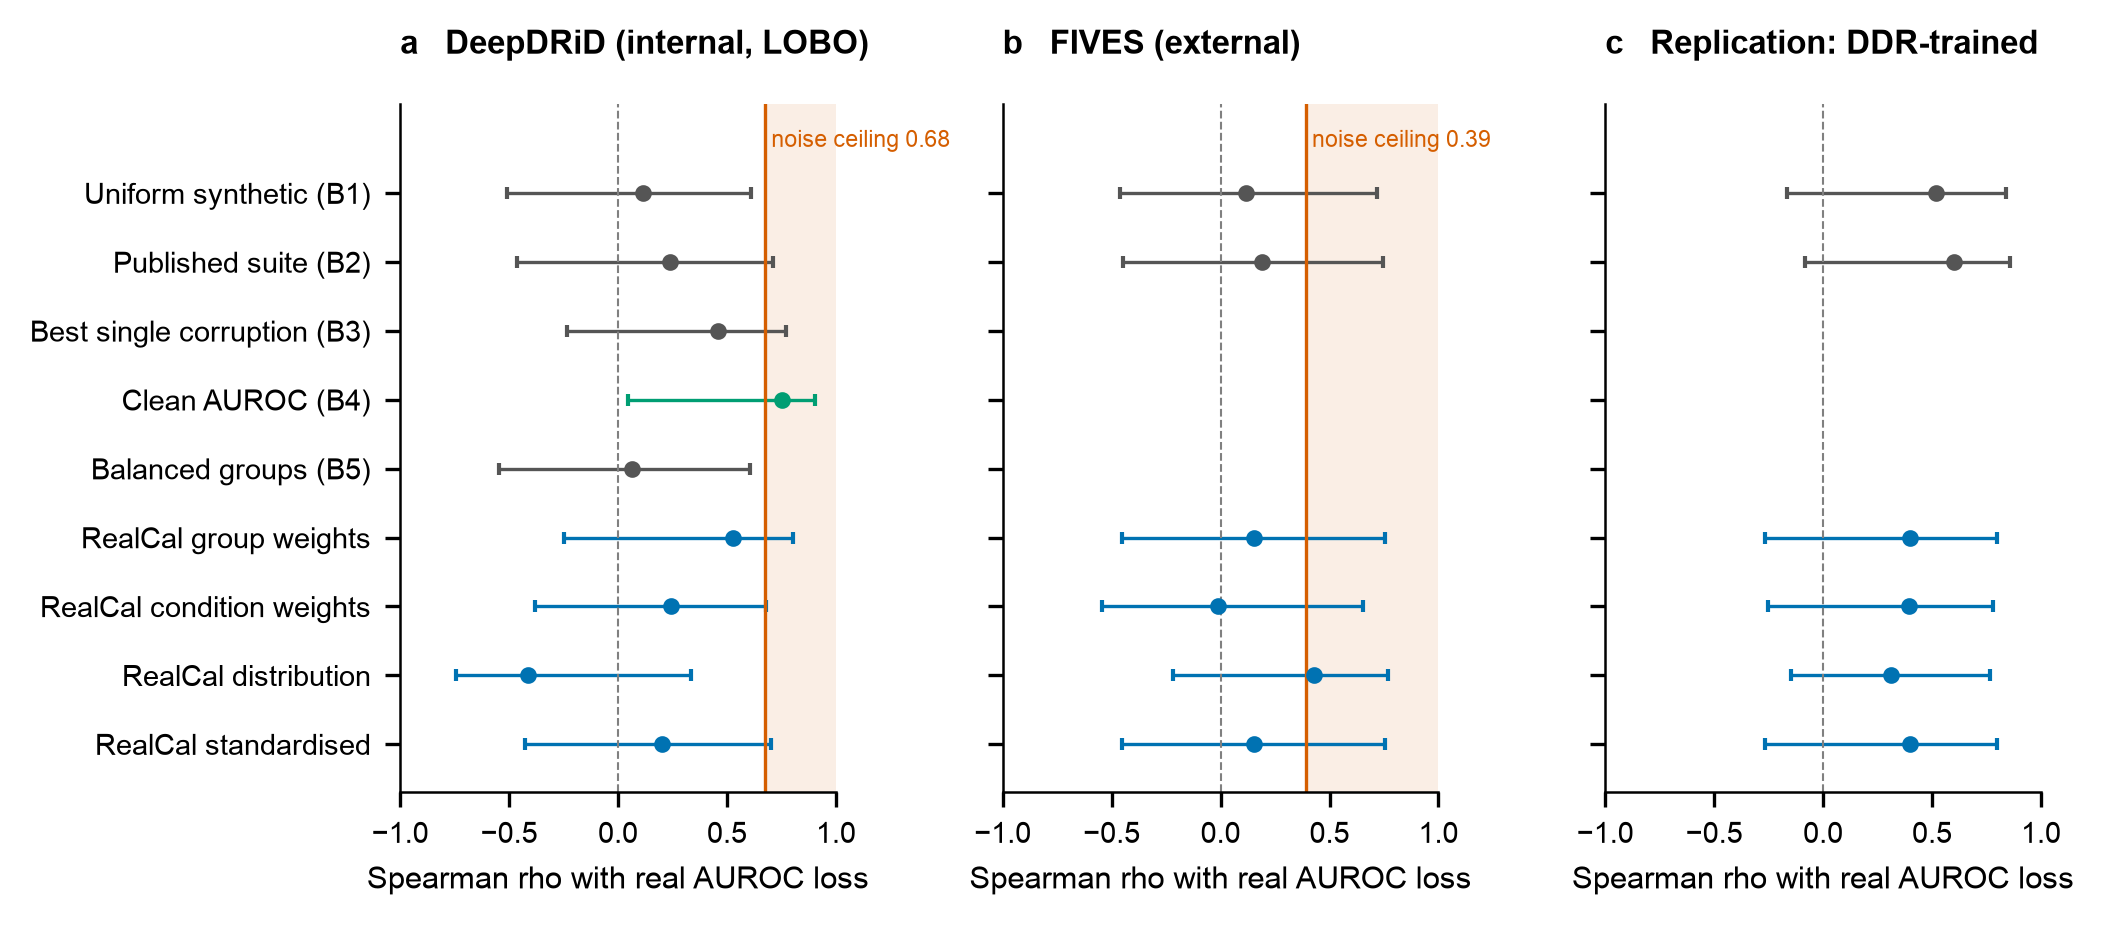 a DeepDRiD (internal, LOBO)
b FIVES (external)
c Replication: DDR-trained
noise ceiling 0.68
noise ceiling 0.39
Uniform synthetic (B1)
Published suite (B2)
Best single corruption (B3)
Clean AUROC (B4)
Balanced groups (B5)
RealCal group weights
RealCal condition weights
RealCal distribution
RealCal standardised
−1.0 −0.5 0.0 0.5 1.0
−1.0 −0.5 0.0 0.5 1.0
−1.0 −0.5 0.0 0.5 1.0
Spearman rho with real AUROC loss
Spearman rho with real AUROC loss
Spearman rho with real AUROC loss